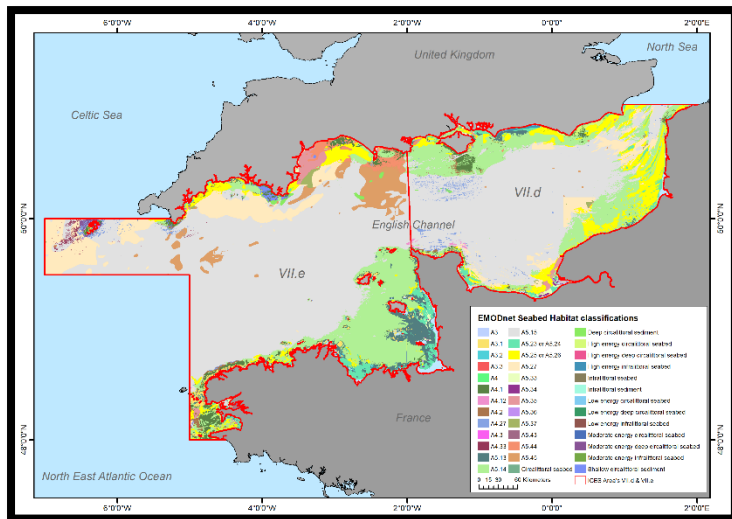 6°0'0"W 4°0'0"W 2°0'0"W 0°0'0" 2°0'0"E
North Sea
United Kingdom
Celtic Sea
VII.d
English Channel
VII.e
France
North East Atlantic Ocean
50°0'0"N
50°0'0"N
48°0'0"N
48°0'0"N
EMODnet Seabed Habitat classifications
A3
A3.1
A3.2
A3.3
A4
A4.1
A4.12
A4.2
A4.27
A4.3
A4.33
A5.13
A5.14
A5.15
A5.23 or A5.24
A5.25 or A5.26
A5.27
A5.33
A5.34
A5.35
A5.36
A5.37
A5.43
A5.44
A5.45
Circalittoral seabed
Deep circalittoral sediment
High energy circalittoral seabed
High energy deep circalittoral seabed
High energy infralittoral seabed
Infralittoral seabed
Infralittoral sediment
Low energy circalittoral seabed
Low energy deep circalittoral seabed
Low energy infralittoral seabed
Moderate energy circalittoral seabed
Moderate energy deep circalittoral seabed
Moderate energy infralittoral seabed
Shallow circalittoral sediment
ICES Area's VII.d & VII.e
0 15 30 60 Kilometers
6°0'0"W 4°0'0"W 2°0'0"W 0°0'0" 2°0'0"E